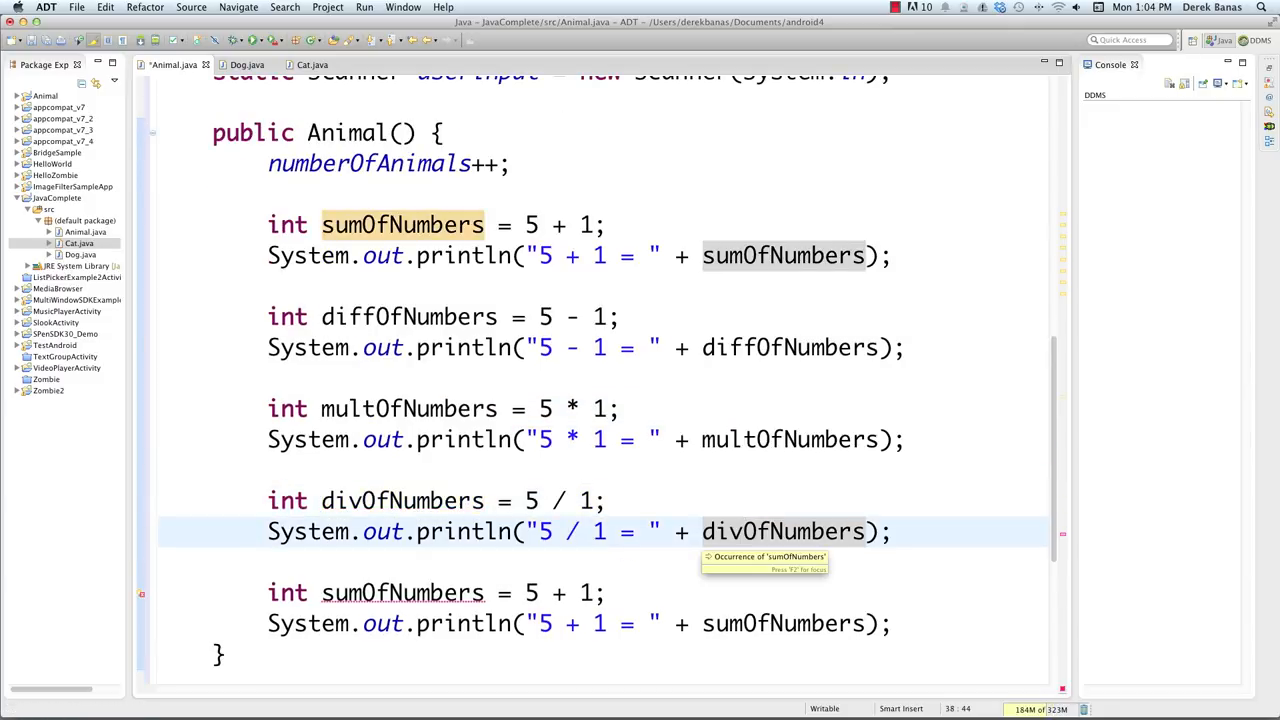 ADT File Edit Refactor Source Navigate Search Project Run Window Help 10 Mon 1:04 PM Derek Banas
Java – JavaComplete/src/Animal.java – ADT – /Users/derekbanas/Documents/android4
Quick Access Java DDMS
Package Exp
*Animal.java Dog.java Cat.java
Console
DDMS
Animal
appcompat_v7
appcompat_v7_2
appcompat_v7_3
appcompat_v7_4
BridgeSample
HelloWorld
HelloZombie
ImageFilterSampleApp
JavaComplete
src
(default package)
Animal.java
Cat.java
Dog.java
JRE System Library [
ListPickerExample2Activi
MediaBrowser
MultiWindowSDKExample
MusicPlayerActivity
SlookActivity
SPenSDK30_Demo
TestAndroid
TextGroupActivity
VideoPlayerActivity
Zombie
Zombie2
static Scanner userInput = new Scanner(System.in);
public Animal() {
numberOfAnimals++;
int sumOfNumbers = 5 + 1;
System.out.println("5 + 1 = " + sumOfNumbers);
int diffOfNumbers = 5 - 1;
System.out.println("5 - 1 = " + diffOfNumbers);
int multOfNumbers = 5 * 1;
System.out.println("5 * 1 = " + multOfNumbers);
int divOfNumbers = 5 / 1;
System.out.println("5 / 1 = " + divOfNumbers);
Occurrence of 'sumOfNumbers'
Press 'F2' for focus
int sumOfNumbers = 5 + 1;
System.out.println("5 + 1 = " + sumOfNumbers);
}
Writable Smart Insert 38 : 44 184M of 323M